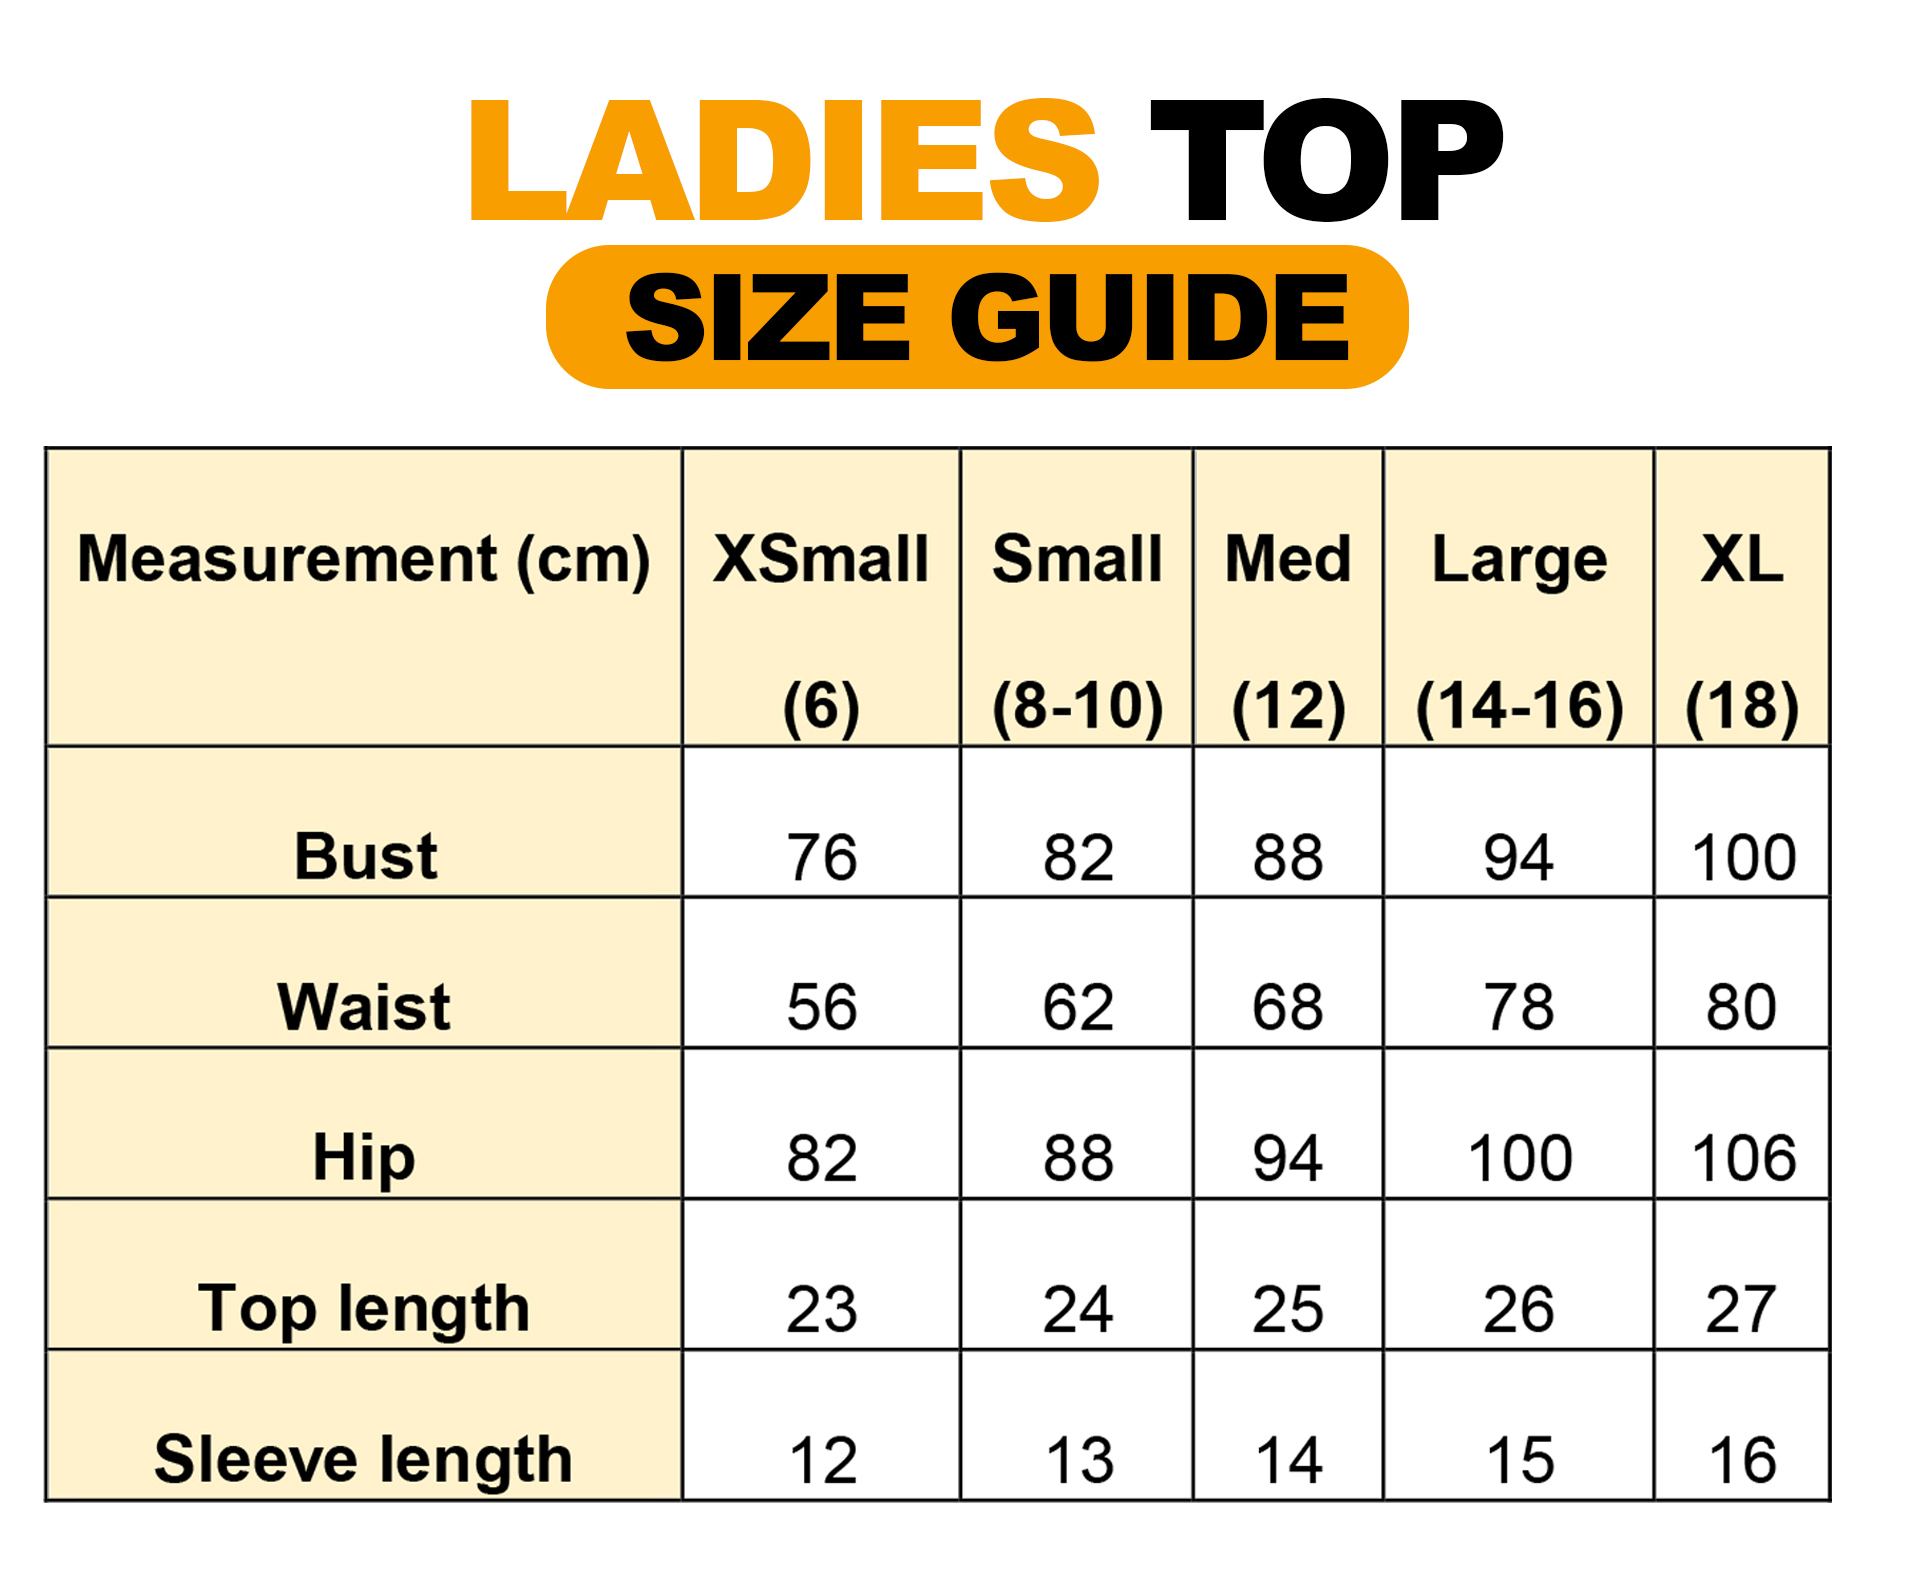 LADIES TOP
SIZE GUIDE
Measurement (cm) XSmall Small Med Large XL
(6) (8-10) (12) (14-16) (18)
Bust 76 82 88 94 100
Waist 56 62 68 78 80
Hip 82 88 94 100 106
Top length 23 24 25 26 27
Sleeve length 12 13 14 15 16